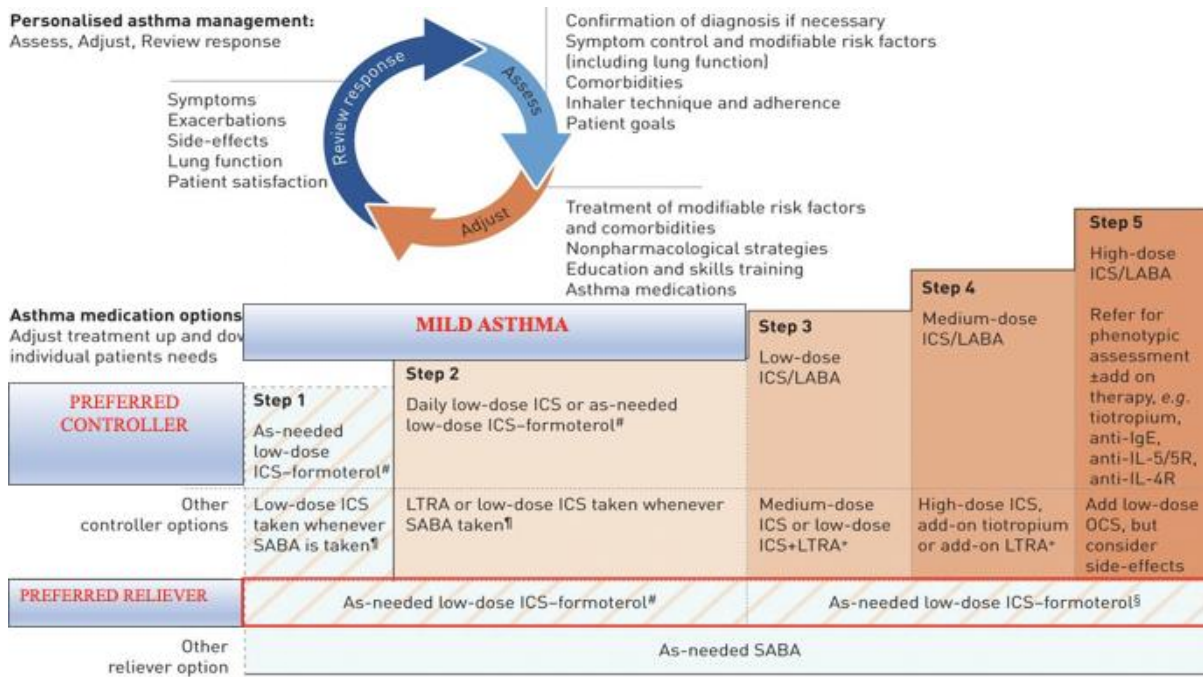 Personalised asthma management:
Assess, Adjust, Review response
Symptoms
Exacerbations
Side-effects
Lung function
Patient satisfaction
Review response
Assess
Adjust
Confirmation of diagnosis if necessary
Symptom control and modifiable risk factors
(including lung function)
Comorbidities
Inhaler technique and adherence
Patient goals
Treatment of modifiable risk factors
and comorbidities
Nonpharmacological strategies
Education and skills training
Asthma medications
Asthma medication options
Adjust treatment up and dow
individual patients needs
MILD ASTHMA
PREFERRED
CONTROLLER
Step 1
As-needed
low-dose
ICS–formoterol#
Step 2
Daily low-dose ICS or as-needed
low-dose ICS–formoterol#
Step 3
Low-dose
ICS/LABA
Step 4
Medium-dose
ICS/LABA
Step 5
High-dose
ICS/LABA
Refer for
phenotypic
assessment
±add on
therapy, e.g.
tiotropium,
anti-IgE,
anti-IL-5/5R,
anti-IL-4R
Other
controller options
Low-dose ICS
taken whenever
SABA is taken¶
LTRA or low-dose ICS taken whenever
SABA taken¶
Medium-dose
ICS or low-dose
ICS+LTRA+
High-dose ICS,
add-on tiotropium
or add-on LTRA+
Add low-dose
OCS, but
consider
side-effects
PREFERRED RELIEVER
As-needed low-dose ICS–formoterol#
As-needed low-dose ICS–formoterol§
Other
reliever option
As-needed SABA